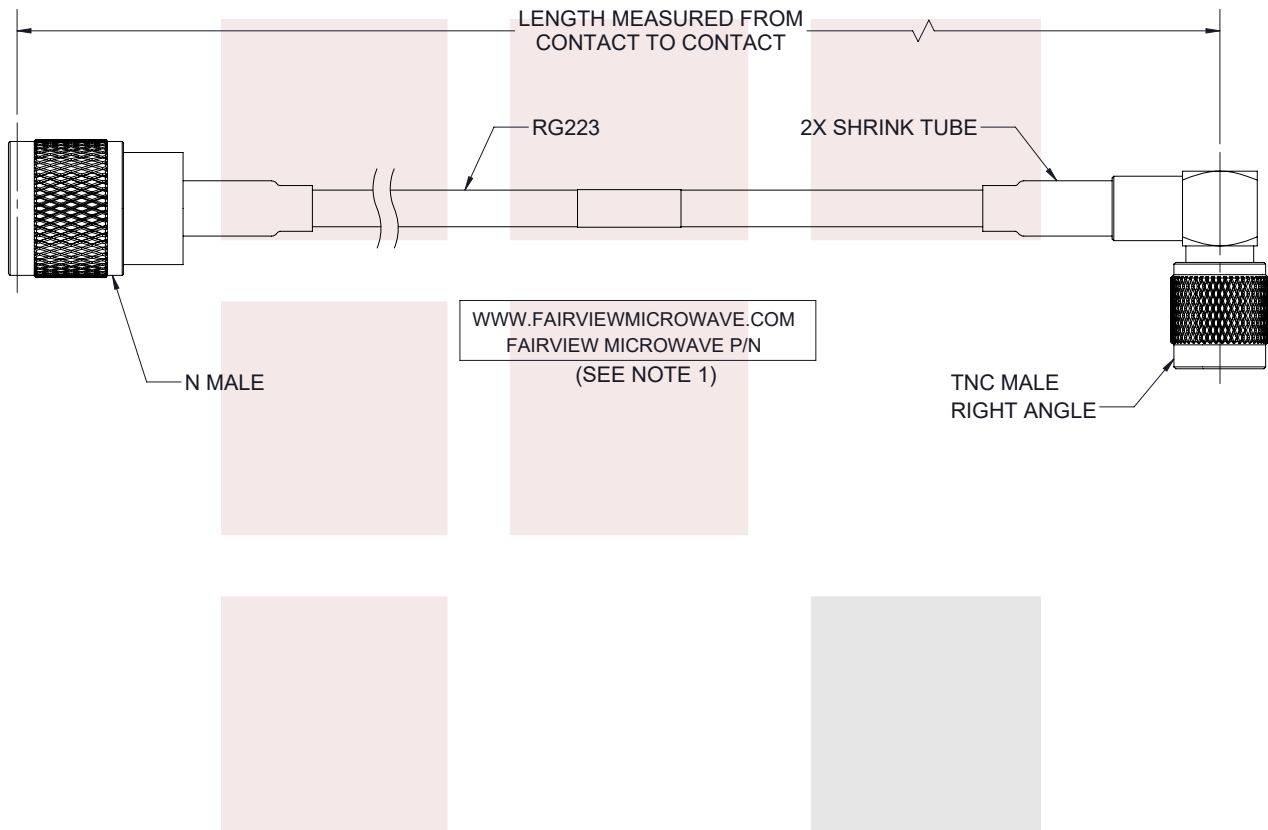 LENGTH MEASURED FROM
CONTACT TO CONTACT
RG223
2X SHRINK TUBE
WWW.FAIRVIEWMICROWAVE.COM
FAIRVIEW MICROWAVE P/N
(SEE NOTE 1)
N MALE
TNC MALE
RIGHT ANGLE